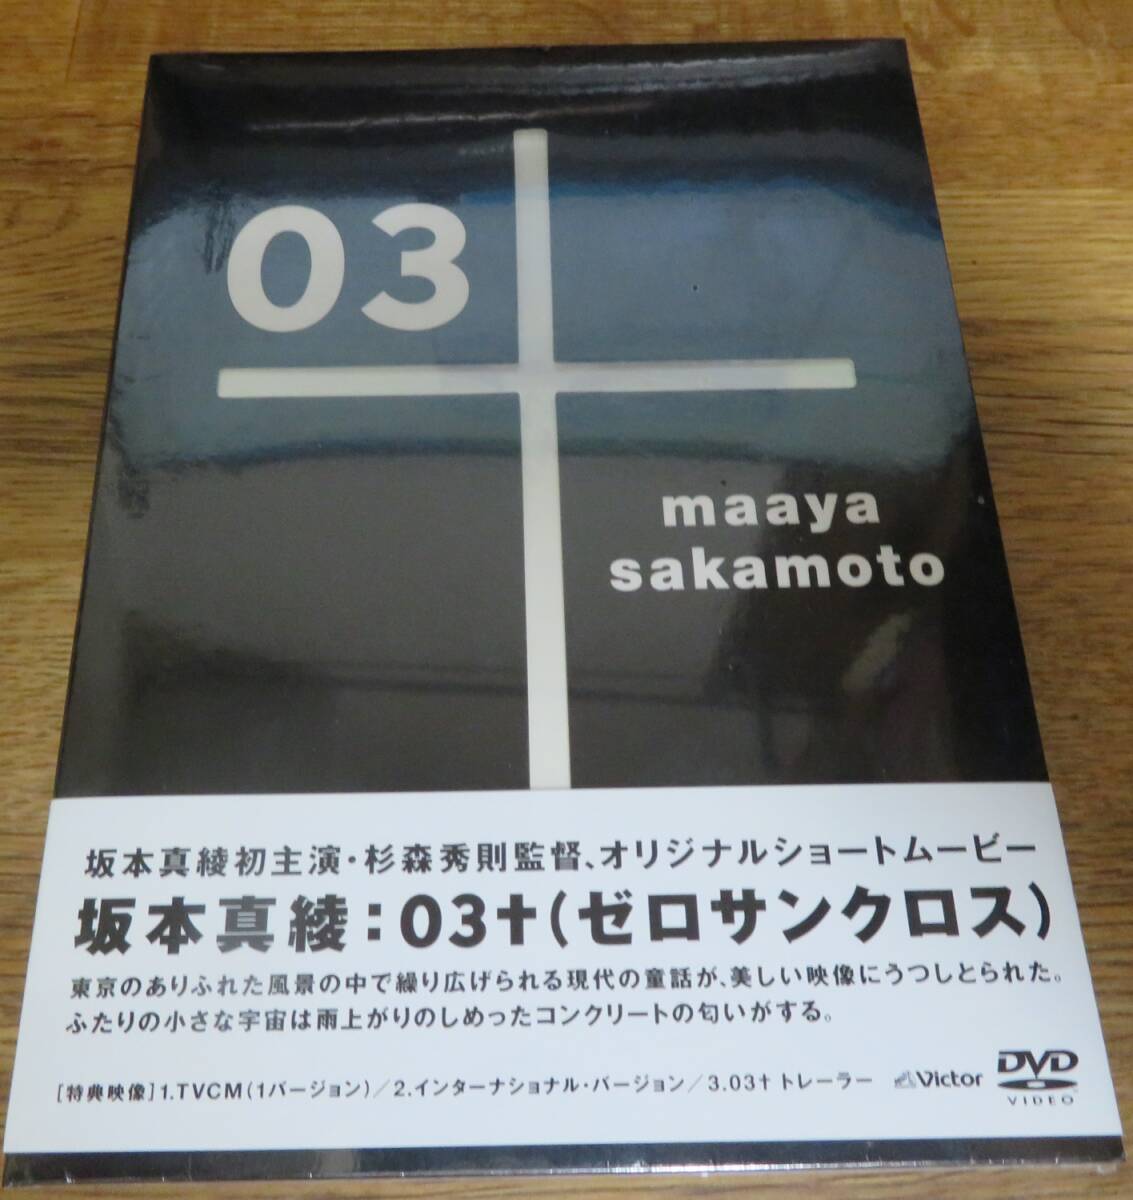 03
maaya
sakamoto
坂本真綾初主演・杉森秀則監督、オリジナルショートムービー
坂本真綾：03†(ゼロサンクロス)
東京のありふれた風景の中で繰り広げられる現代の童話が、美しい映像にうつしとられた。
ふたりの小さな宇宙は雨上がりのしめったコンクリートの匂いがする。
[特典映像]1.TVCM(1バージョン)／2.インターナショナル・バージョン／3.03† トレーラー
Victor
DVD
VIDEO